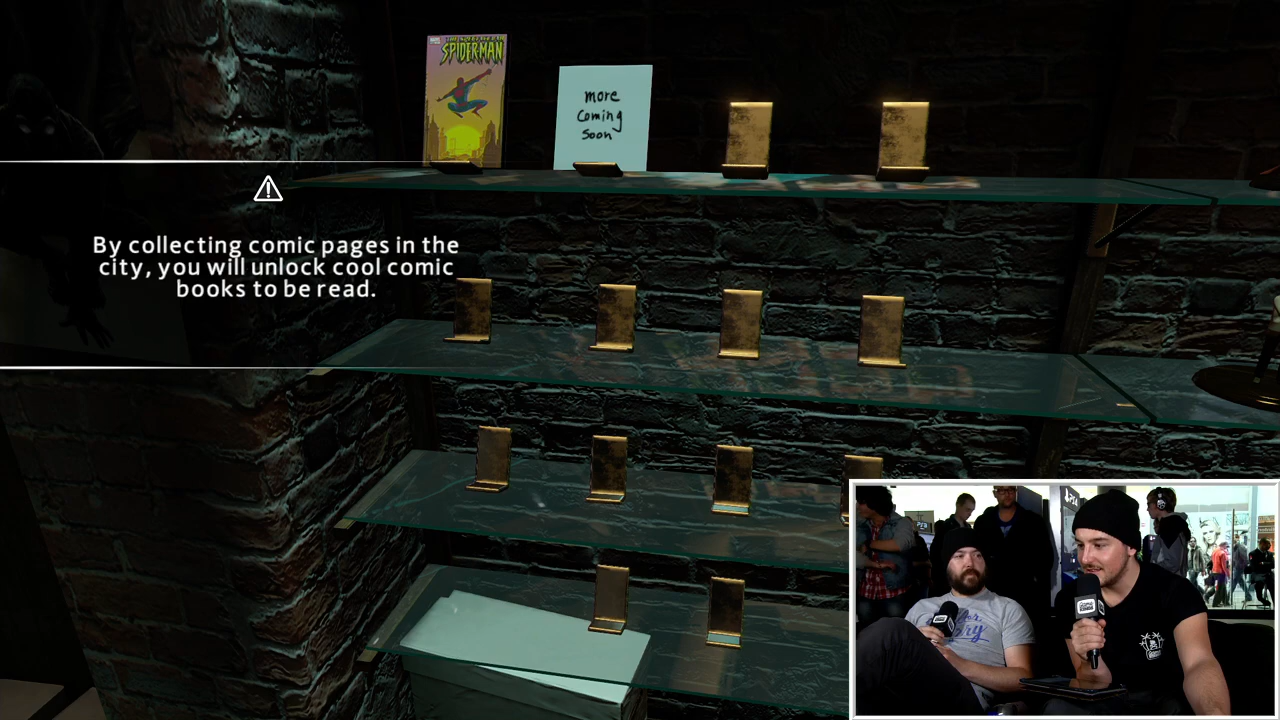 SPIDER-MAN
more
Coming
Soon
By collecting comic pages in the
city, you will unlock cool comic
books to be read.